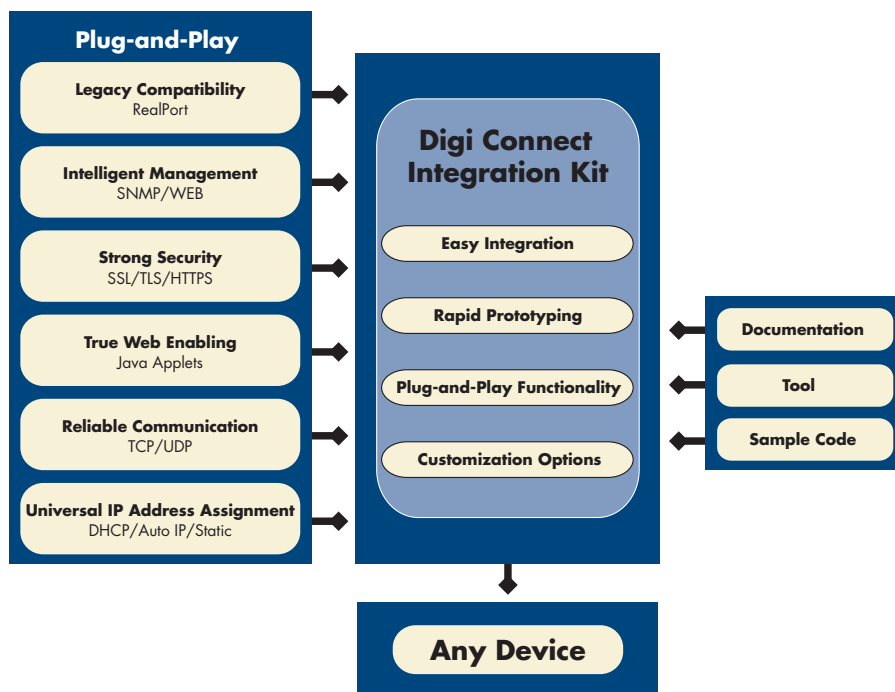 Plug-and-Play
Legacy Compatibility
RealPort
Intelligent Management
SNMP/WEB
Strong Security
SSL/TLS/HTTPS
True Web Enabling
Java Applets
Reliable Communication
TCP/UDP
Universal IP Address Assignment
DHCP/Auto IP/Static
Digi Connect
Integration Kit
Easy Integration
Rapid Prototyping
Plug-and-Play Functionality
Customization Options
Documentation
Tool
Sample Code
Any Device